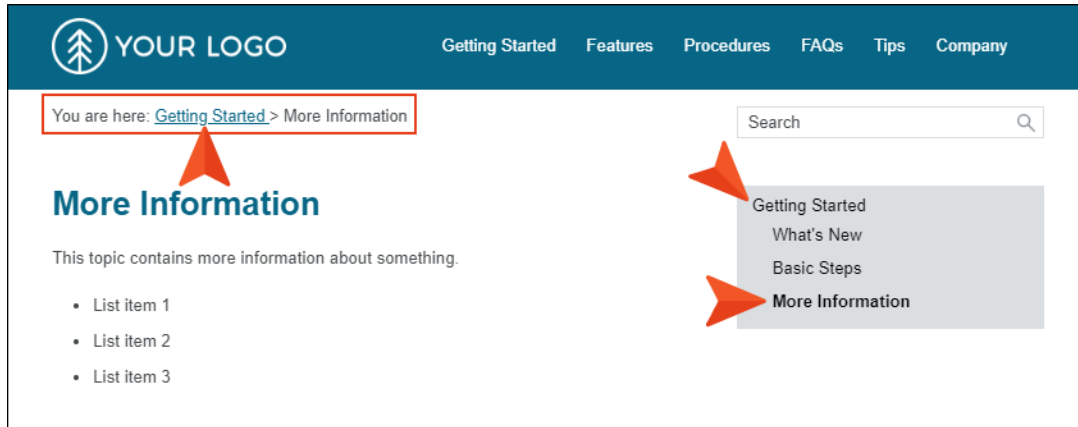 YOUR LOGO
Getting Started Features Procedures FAQs Tips Company
You are here: Getting Started > More Information
Search
More Information
This topic contains more information about something.
• List item 1
• List item 2
• List item 3
Getting Started
What's New
Basic Steps
More Information